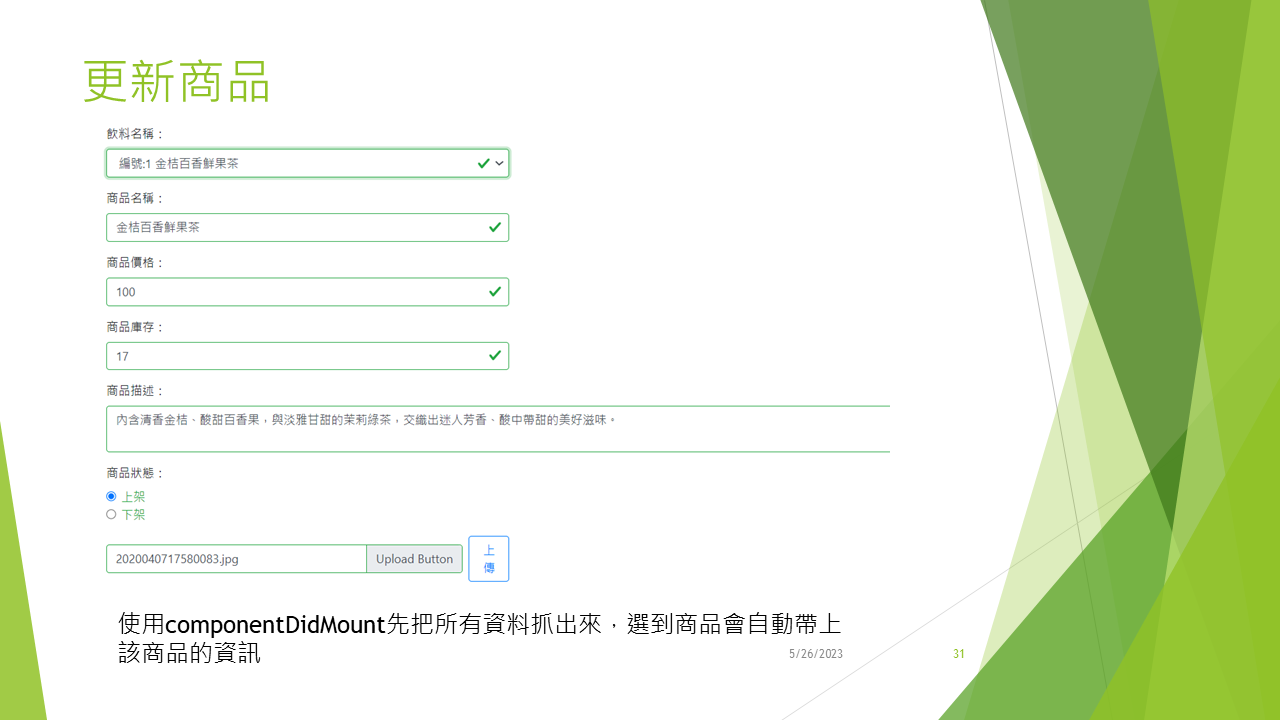 更新商品
飲料名稱：
編號:1 金桔百香鮮果茶
商品名稱：
金桔百香鮮果茶
商品價格：
100
商品庫存：
17
商品描述：
內含清香金桔、酸甜百香果，與淡雅甘甜的茉莉綠茶，交織出迷人芳香、酸中帶甜的美好滋味。
商品狀態：
上架
下架
2020040717580083.jpg Upload Button 上
傳
使用componentDidMount先把所有資料抓出來，選到商品會自動帶上
該商品的資訊
5/26/2023
31